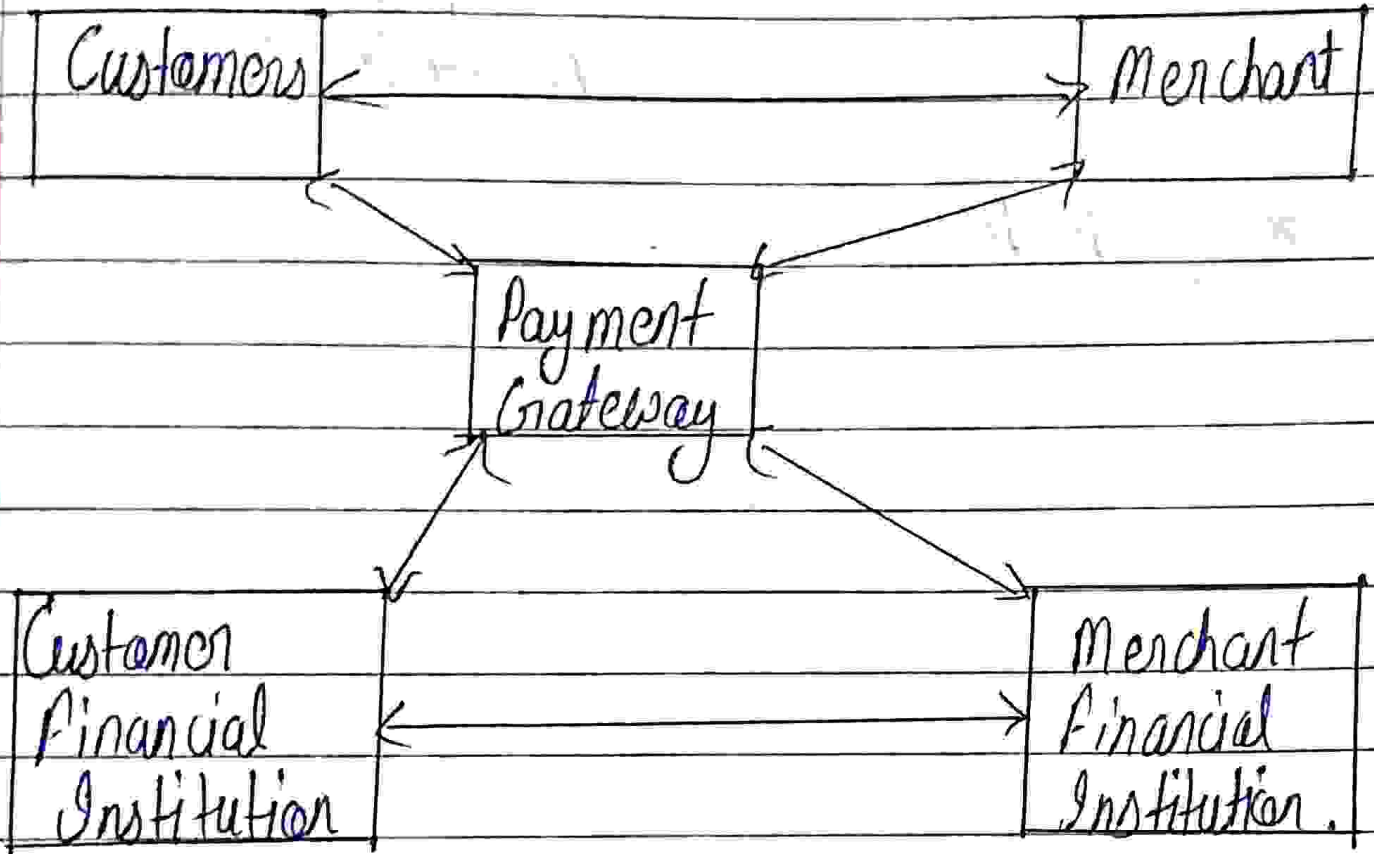 Customers
Merchant
Payment
Gateway
Customer
Financial
Institution
Merchant
Financial
Institution.